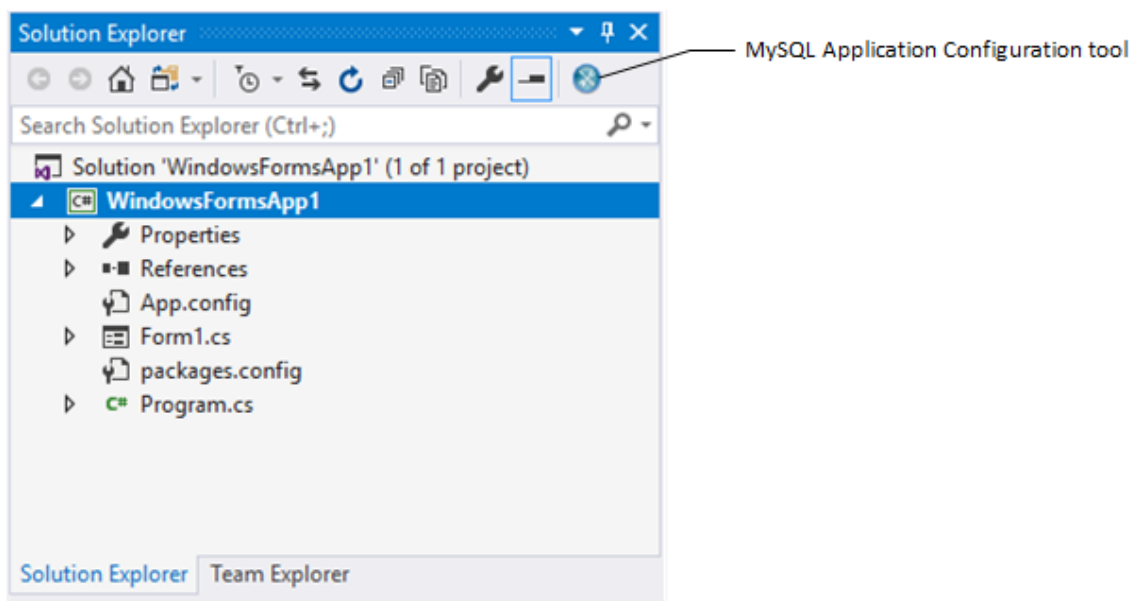 Solution Explorer
MySQL Application Configuration tool
Search Solution Explorer (Ctrl+;)
Solution 'WindowsFormsApp1' (1 of 1 project)
C# WindowsFormsApp1
Properties
References
App.config
Form1.cs
packages.config
C# Program.cs
Solution Explorer Team Explorer